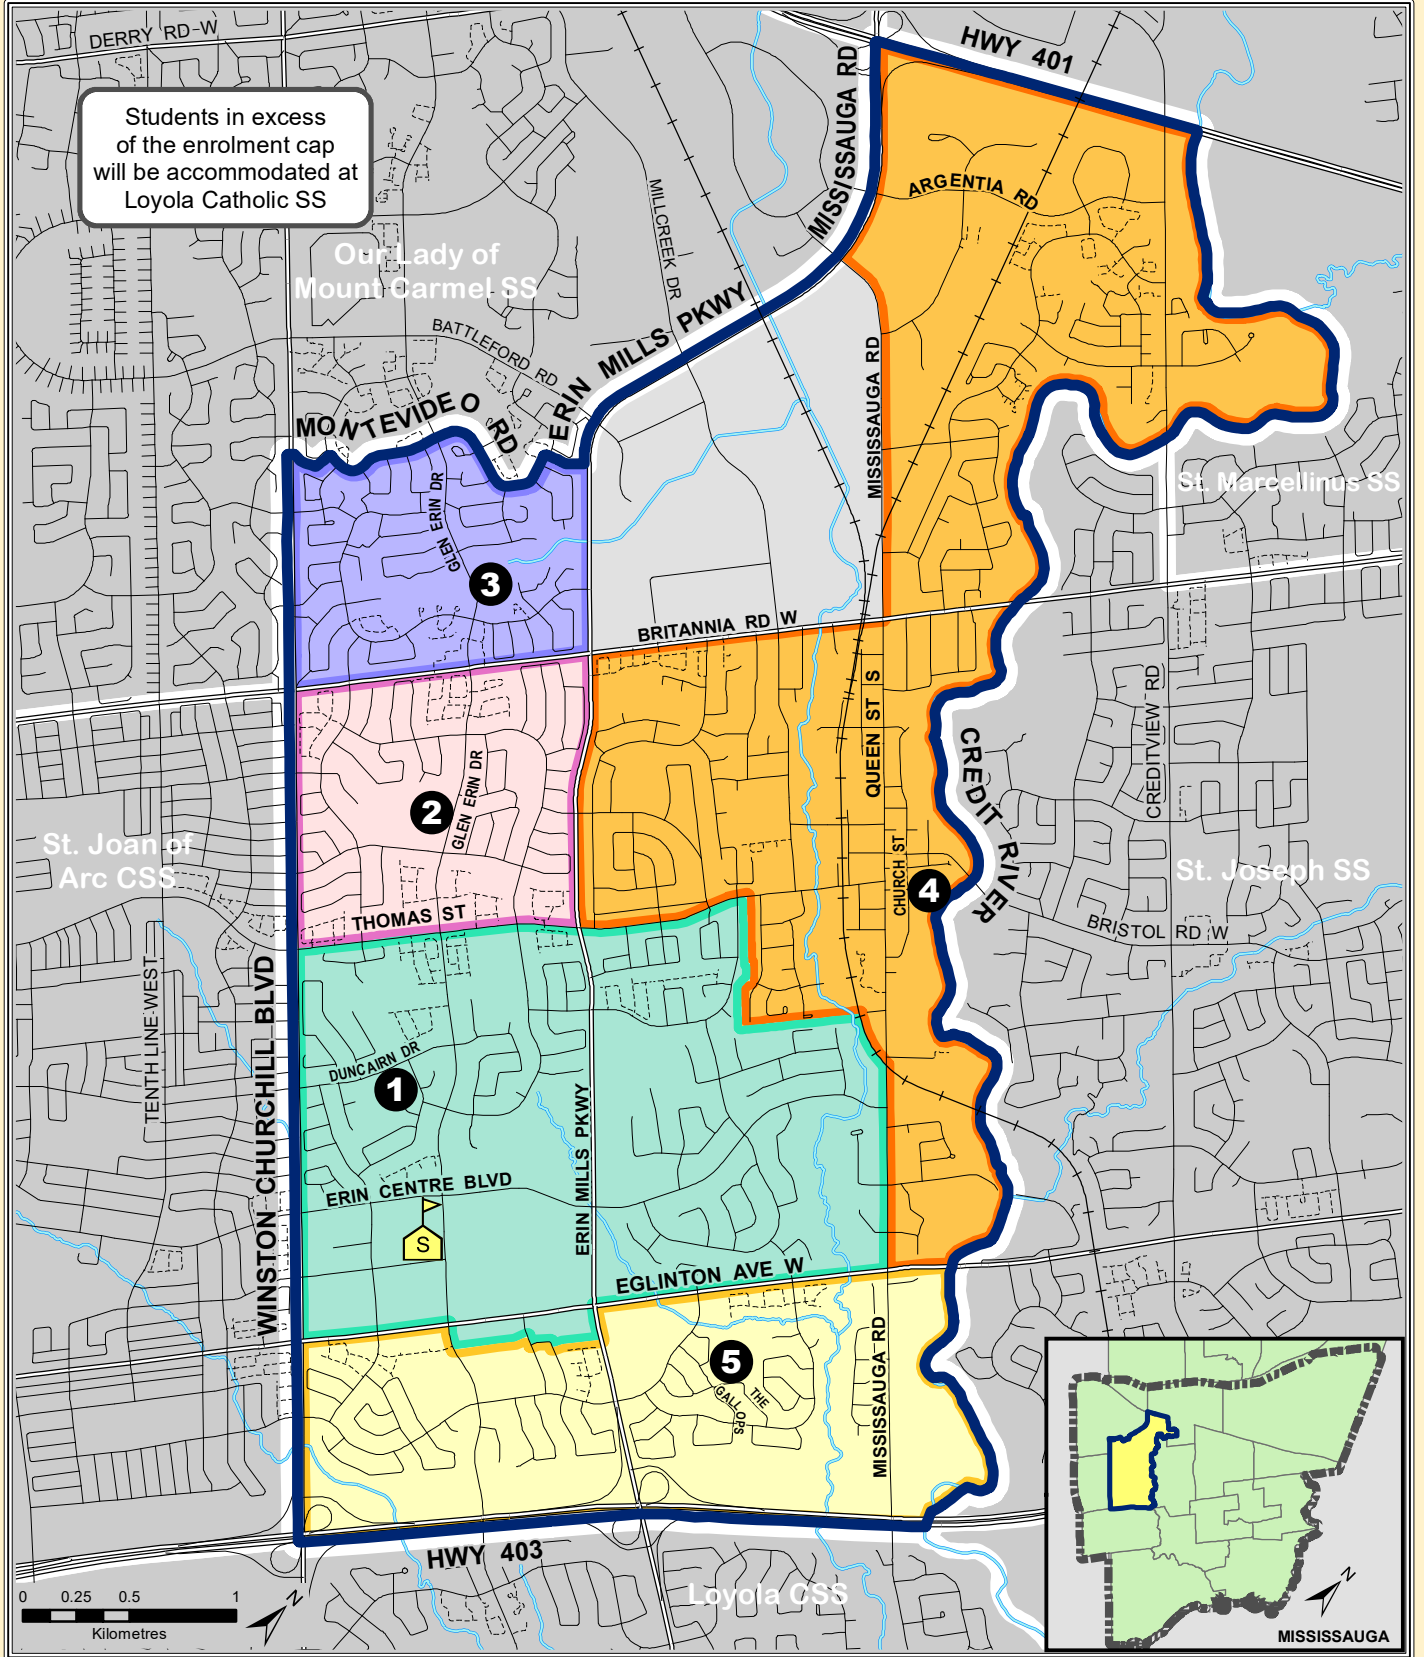 DERRY RD W
HWY 401
MISSISSAUGA RD
Students in excess
of the enrolment cap
will be accommodated at
Loyola Catholic SS
ARGENTIA RD
MILLCREEK DR
Our Lady of
Mount Carmel SS
BATTLEFORD RD
ERIN MILLS PKWY
MISSISSAUGA RD
MONTEVIDEO RD
St. Marcellinus SS
GLEN ERIN DR
3
BRITANNIA RD W
QUEEN ST S
CREDITVIEW RD
CREDIT RIVER
GLEN ERIN DR
2
St. Joan of
Arc CSS
St. Joseph SS
CHURCH ST
4
THOMAS ST
BRISTOL RD W
TENTH LINE WEST
WINSTON CHURCHILL BLVD
DUNCAIRN DR
1
ERIN MILLS PKWY
ERIN CENTRE BLVD
S
EGLINTON AVE W
MISSISSAUGA RD
5
THE
GALLOPS
HWY 403
Loyola CSS
0 0.25 0.5 1
Kilometres
N
N
MISSISSAUGA